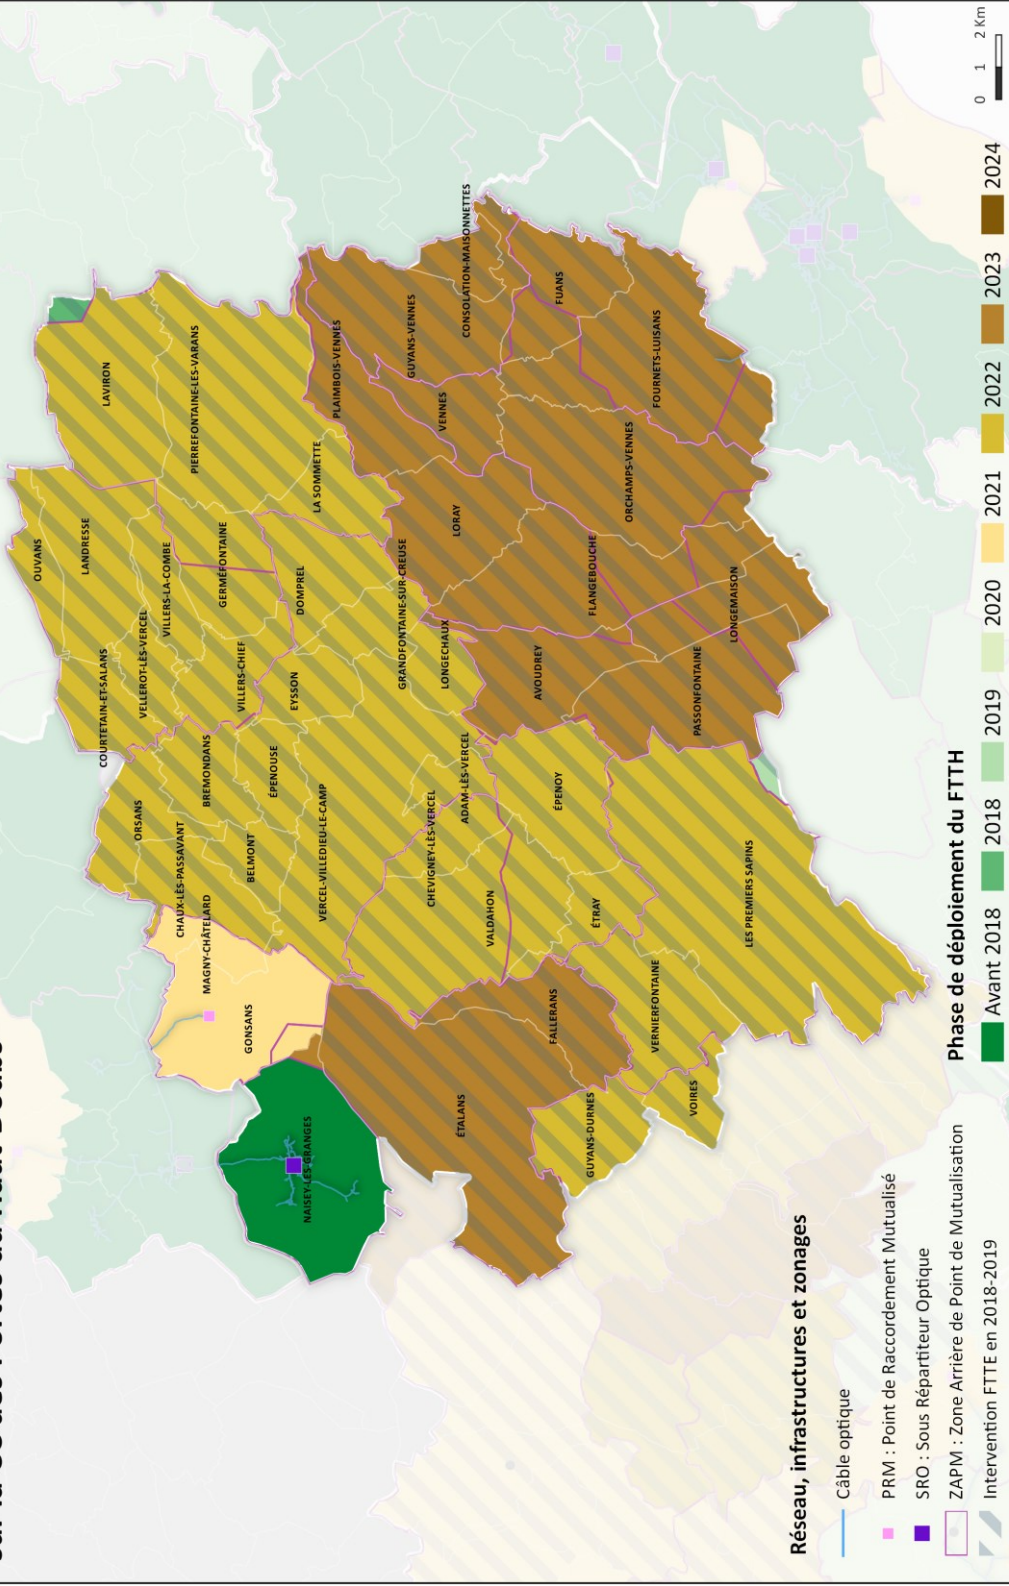 OUVANS
LANDRESSE
COURTETAIN-ET-SALANS
LAVIRON
ORSANS
VELLEROT-LÈS-VERCEL
VILLERS-LA-COMBE
CHAUX-LÈS-PASSAVANT
PIERREFONTAINE-LES-VARANS
MAGNY-CHÂTELARD
BREMONDANS
GERMÉFONTAINE
VILLERS-CHIEF
GONSANS
BELMONT
ÉPENOUSE
EYSSON
DOMPREL
NAISEY-LES-GRANGES
LA SOMMETTE
VERCEL-VILLEDIEU-LE-CAMP
PLAIMBOIS-VENNES
GRANDFONTAINE-SUR-CREUSE
GUYANS-VENNES
CHEVIGNEY-LÈS-VERCEL
VENNES
LONGECHAUX
LORAY
ÉTALANS
ADAM-LÈS-VERCEL
CONSOLATION-MAISONNETTES
VALDAHON
AVOUDREY
FALLERANS
ÉPENOY
FUANS
GUYANS-DURNES
FLANGEBOUCHE
ÉTRAY
ORCHAMPS-VENNES
VERNIERFONTAINE
FOURNETS-LUISANS
VOIRES
PASSONFONTAINE
LONGEMAISON
LES PREMIERS SAPINS
Réseau, infrastructures et zonages
Câble optique
PRM : Point de Raccordement Mutualisé
SRO : Sous Répartiteur Optique
ZAPM : Zone Arrière de Point de Mutualisation
Intervention FTTE en 2018-2019
Phase de déploiement du FTTH
Avant 2018 2018 2019 2020 2021 2022 2023 2024
0 1 2 Km